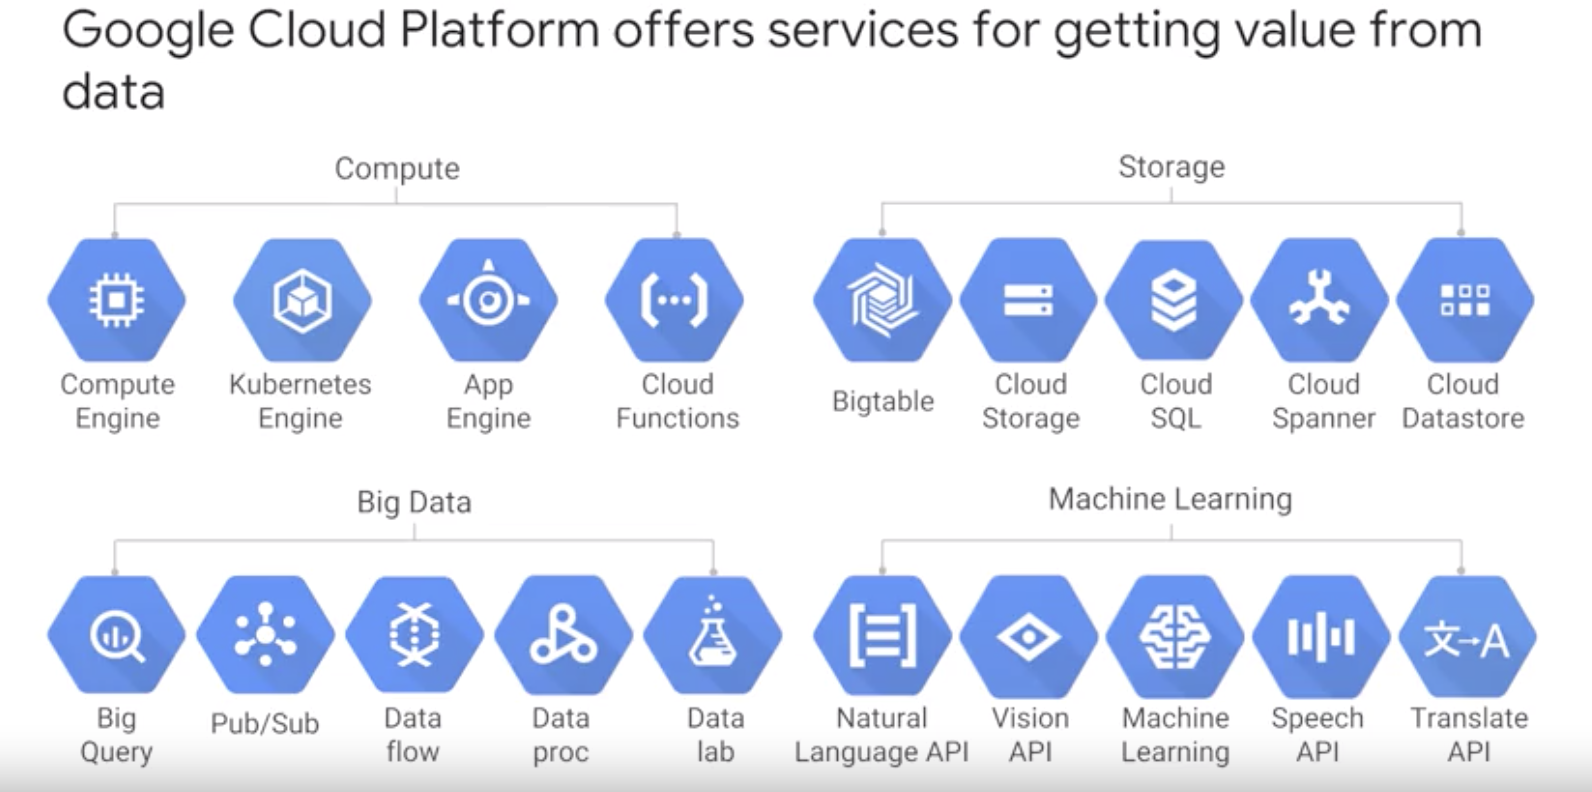 Google Cloud Platform offers services for getting value from
data
Compute
Compute
Engine
Kubernetes
Engine
App
Engine
Cloud
Functions
Storage
Bigtable
Cloud
Storage
Cloud
SQL
Cloud
Spanner
Cloud
Datastore
Big Data
Big
Query
Pub/Sub
Data
flow
Data
proc
Data
lab
Machine Learning
Natural
Language API
Vision
API
Machine
Learning
Speech
API
文→A
Translate
API